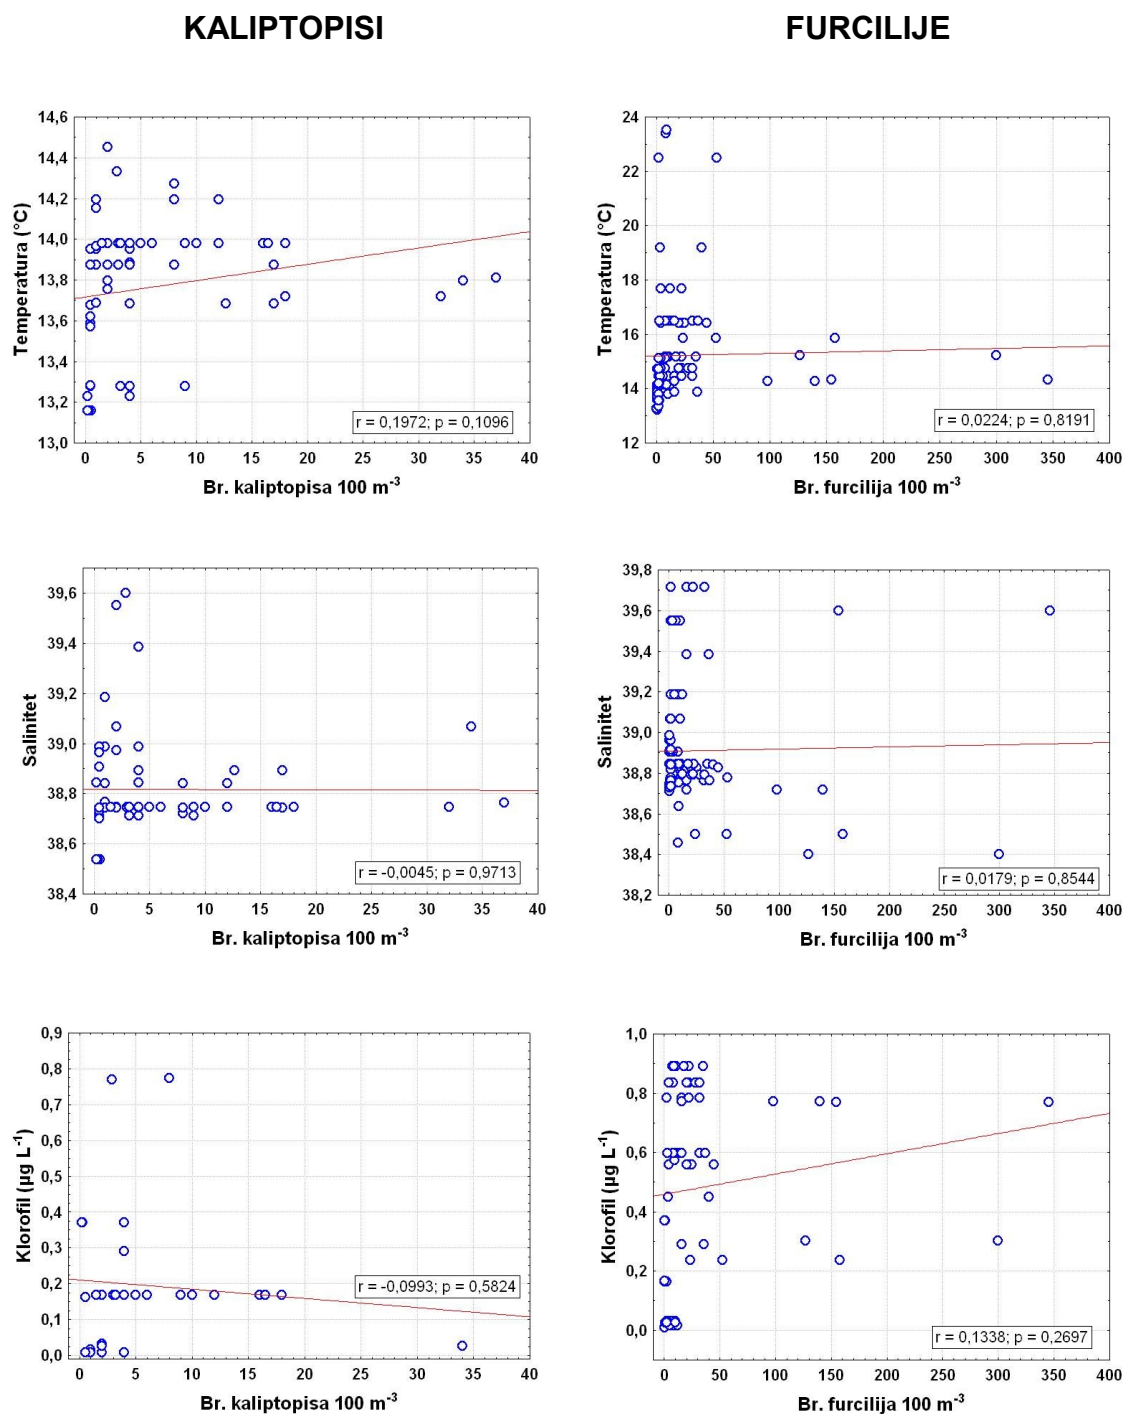 KALIPTOPISI
FURCILIJE
14,6
14,4
14,2
14,0
13,8
13,6
13,4
13,2
13,0
Temperatura (°C)
r = 0,1972; p = 0,1096
0 5 10 15 20 25 30 35 40
Br. kaliptopisa 100 m⁻³
24
22
20
18
16
14
12
Temperatura (°C)
r = 0,0224; p = 0,8191
0 50 100 150 200 250 300 350 400
Br. furcilija 100 m⁻³
39,6
39,4
39,2
39,0
38,8
38,6
38,4
Salinitet
r = -0,0045; p = 0,9713
0 5 10 15 20 25 30 35 40
Br. kaliptopisa 100 m⁻³
39,8
39,6
39,4
39,2
39,0
38,8
38,6
38,4
38,2
Salinitet
r = 0,0179; p = 0,8544
0 50 100 150 200 250 300 350 400
Br. furcilija 100 m⁻³
0,9
0,8
0,7
0,6
0,5
0,4
0,3
0,2
0,1
0,0
Klorofil (µg L⁻¹)
r = -0,0993; p = 0,5824
0 5 10 15 20 25 30 35 40
Br. kaliptopisa 100 m⁻³
1,0
0,8
0,6
0,4
0,2
0,0
Klorofil (µg L⁻¹)
r = 0,1338; p = 0,2697
0 50 100 150 200 250 300 350 400
Br. furcilija 100 m⁻³